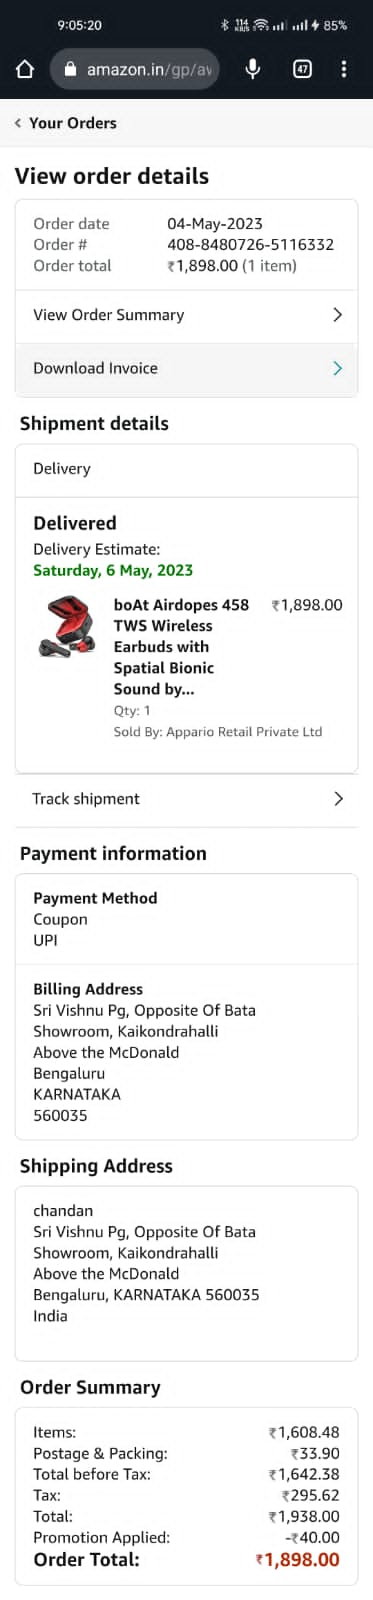 9:05:20
114
KB/S
85%
amazon.in/gp/av
47
Your Orders
View order details
Order date 04-May-2023
Order # 408-8480726-5116332
Order total ₹1,898.00 (1 item)
View Order Summary
Download Invoice
Shipment details
Delivery
Delivered
Delivery Estimate:
Saturday, 6 May, 2023
boAt Airdopes 458 ₹1,898.00
TWS Wireless
Earbuds with
Spatial Bionic
Sound by...
Qty: 1
Sold By: Appario Retail Private Ltd
Track shipment
Payment information
Payment Method
Coupon
UPI
Billing Address
Sri Vishnu Pg, Opposite Of Bata
Showroom, Kaikondrahalli
Above the McDonald
Bengaluru
KARNATAKA
560035
Shipping Address
chandan
Sri Vishnu Pg, Opposite Of Bata
Showroom, Kaikondrahalli
Above the McDonald
Bengaluru, KARNATAKA 560035
India
Order Summary
Items: ₹1,608.48
Postage & Packing: ₹33.90
Total before Tax: ₹1,642.38
Tax: ₹295.62
Total: ₹1,938.00
Promotion Applied: -₹40.00
Order Total: ₹1,898.00